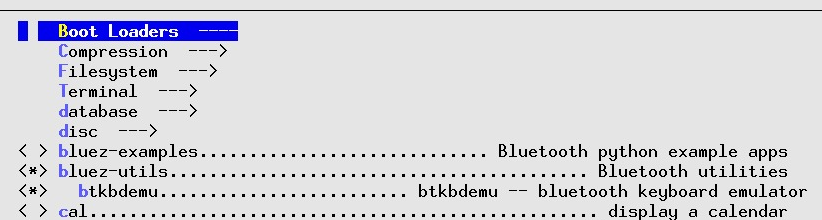 Boot Loaders ----
Compression --->
Filesystem --->
Terminal --->
database --->
disc --->
< > bluez-examples............................. Bluetooth python example apps
<*> bluez-utils.......................................... Bluetooth utilities
<*> btkbdemu........................ btkbdemu -- bluetooth keyboard emulator
< > cal................................................... display a calendar